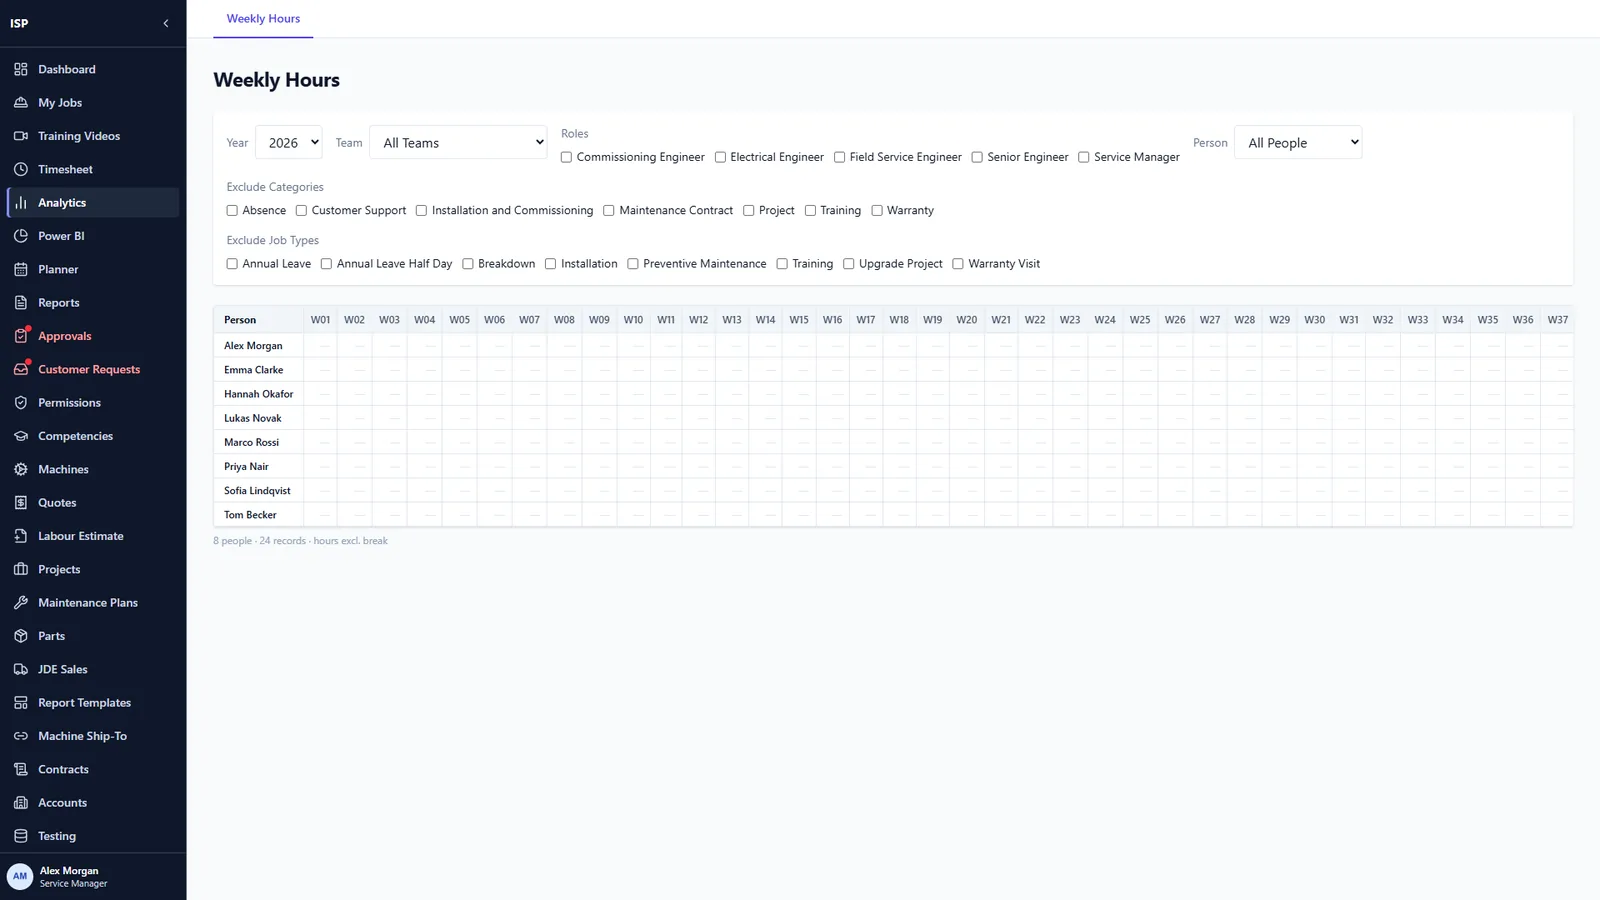 ISP
Dashboard
My Jobs
Training Videos
Timesheet
Analytics
Power BI
Planner
Reports
Approvals
Customer Requests
Permissions
Competencies
Machines
Quotes
Labour Estimate
Projects
Maintenance Plans
Parts
JDE Sales
Report Templates
Machine Ship-To
Contracts
Accounts
Testing
AM
Alex Morgan
Service Manager
Weekly Hours
Weekly Hours
Year 2026 Team All Teams
Roles
Commissioning Engineer Electrical Engineer Field Service Engineer Senior Engineer Service Manager
Person All People
Exclude Categories
Absence Customer Support Installation and Commissioning Maintenance Contract Project Training Warranty
Exclude Job Types
Annual Leave Annual Leave Half Day Breakdown Installation Preventive Maintenance Training Upgrade Project Warranty Visit
Person W01 W02 W03 W04 W05 W06 W07 W08 W09 W10 W11 W12 W13 W14 W15 W16 W17 W18 W19 W20 W21 W22 W23 W24 W25 W26 W27 W28 W29 W30 W31 W32 W33 W34 W35 W36 W37
Alex Morgan — — — — — — — — — — — — — — — — — — — — — — — — — — — — — — — — — — — — —
Emma Clarke — — — — — — — — — — — — — — — — — — — — — — — — — — — — — — — — — — — — —
Hannah Okafor — — — — — — — — — — — — — — — — — — — — — — — — — — — — — — — — — — — — —
Lukas Novak — — — — — — — — — — — — — — — — — — — — — — — — — — — — — — — — — — — — —
Marco Rossi — — — — — — — — — — — — — — — — — — — — — — — — — — — — — — — — — — — — —
Priya Nair — — — — — — — — — — — — — — — — — — — — — — — — — — — — — — — — — — — — —
Sofia Lindqvist — — — — — — — — — — — — — — — — — — — — — — — — — — — — — — — — — — — — —
Tom Becker — — — — — — — — — — — — — — — — — — — — — — — — — — — — — — — — — — — — —
8 people · 24 records · hours excl. break